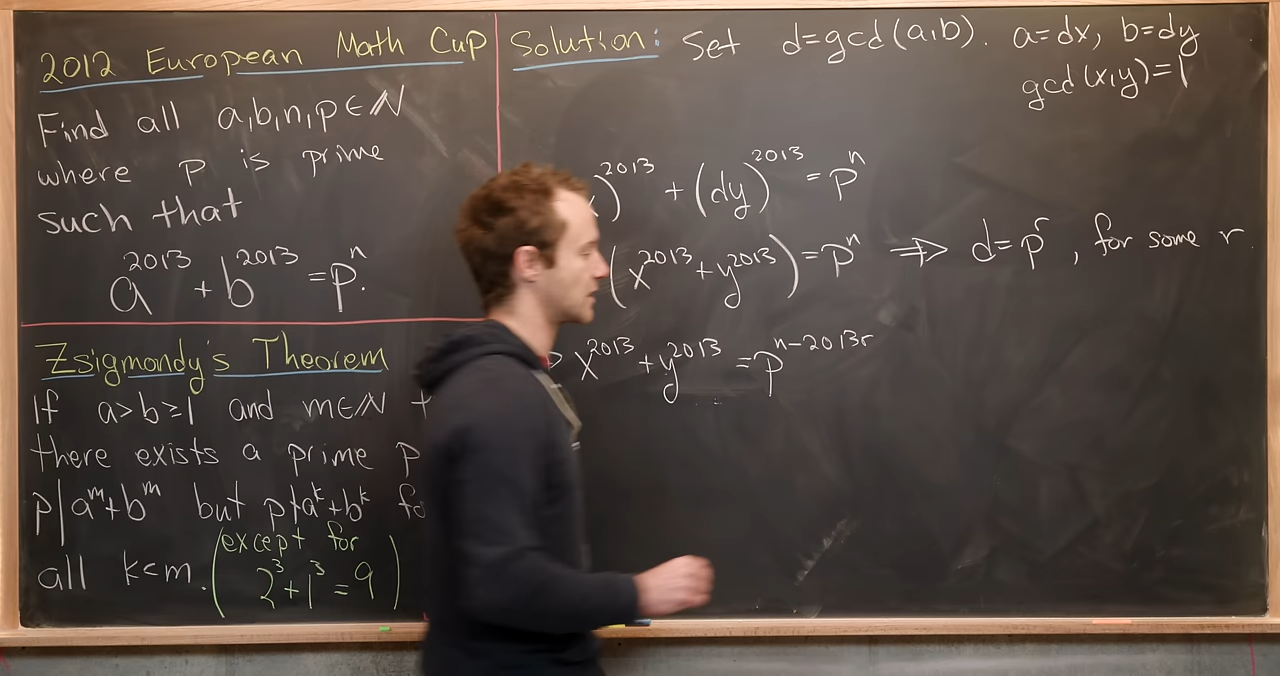 2012 European Math Cup
Find all a,b,n,p∈ℕ
where p is prime
such that
a^2013 + b^2013 = p^n.
Zsigmondy's Theorem
If a>b≥1 and m∈ℕ
there exists a prime p
p|a^m+b^m but p∤a^k+b^k
all k<m. (except for
2^3+1^3=9)
Solution: Set d=gcd(a,b). a=dx, b=dy
gcd(x,y)=1
)^2013 + (dy)^2013 = p^n
(x^2013+y^2013)=p^n ⇒ d=p^r, for some r
x^2013+y^2013=p^n-2013r